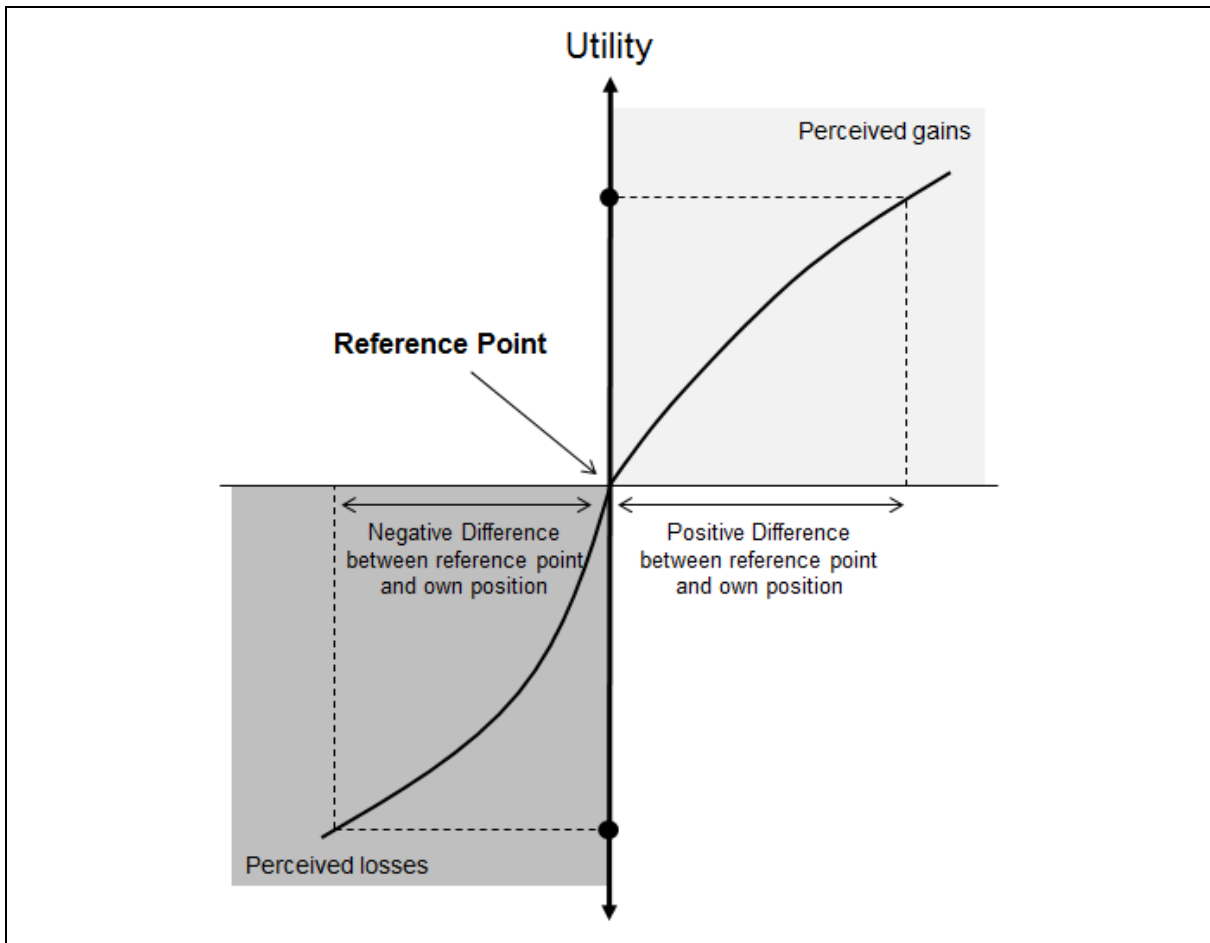 Utility
Perceived gains
Reference Point
Negative Difference
between reference point
and own position
Positive Difference
between reference point
and own position
Perceived losses